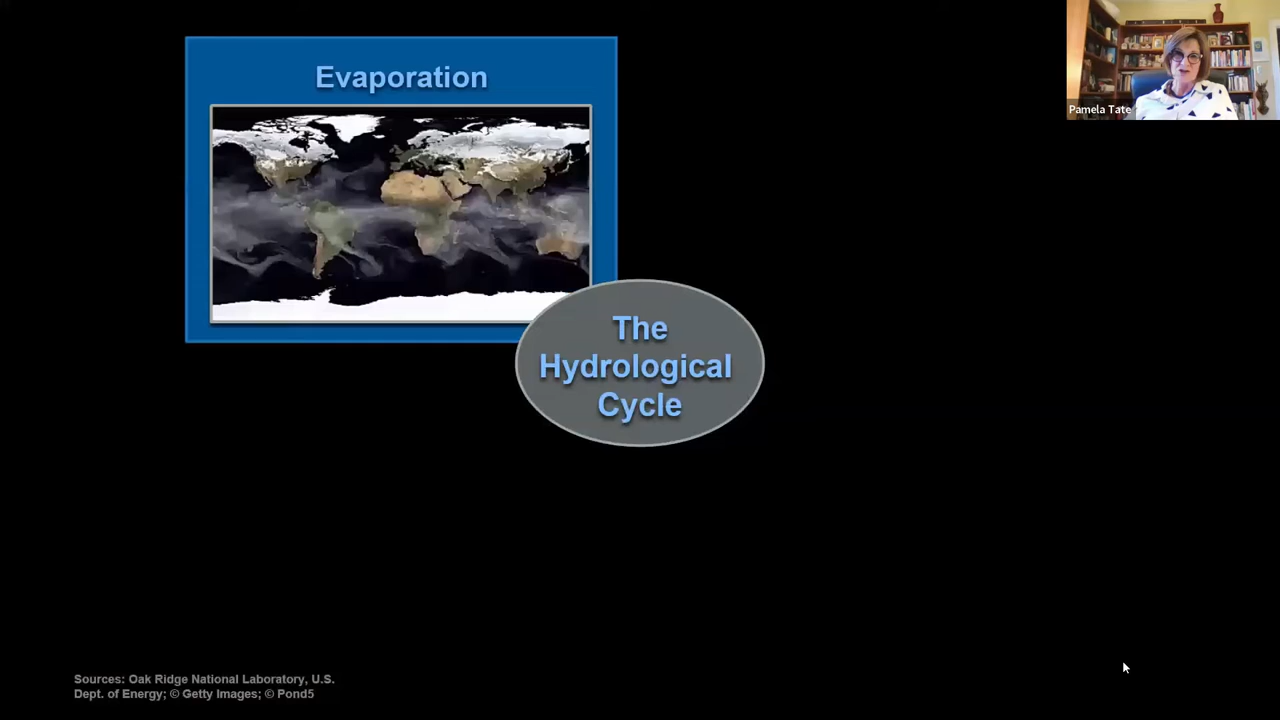 Evaporation
Pamela Tate
The
Hydrological
Cycle
Sources: Oak Ridge National Laboratory, U.S.
Dept. of Energy; © Getty Images; © Pond5